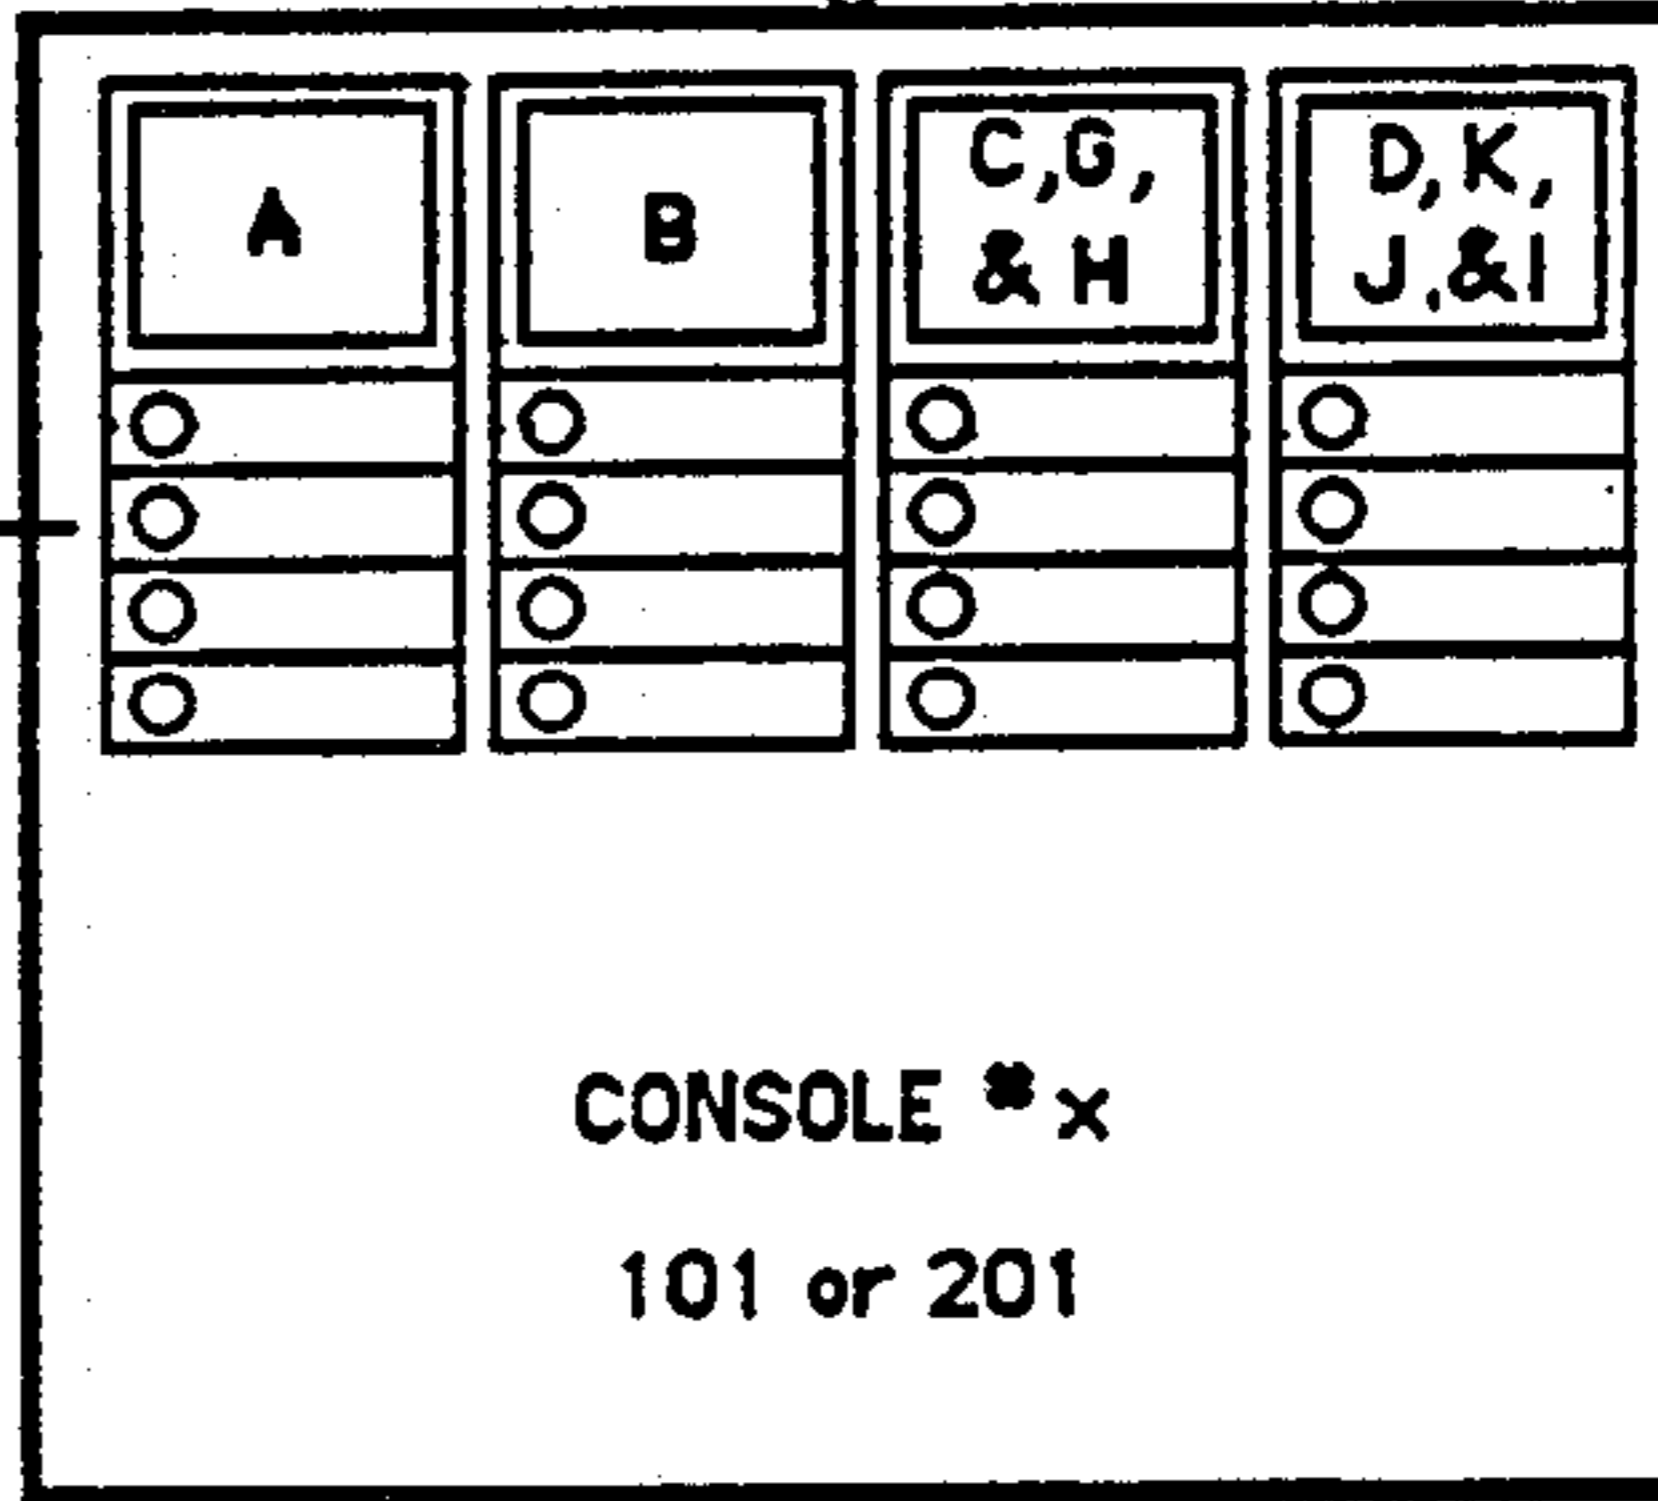 A
B
C,G,
& H
D,K,
J,&I
CONSOLE #x
101 or 201